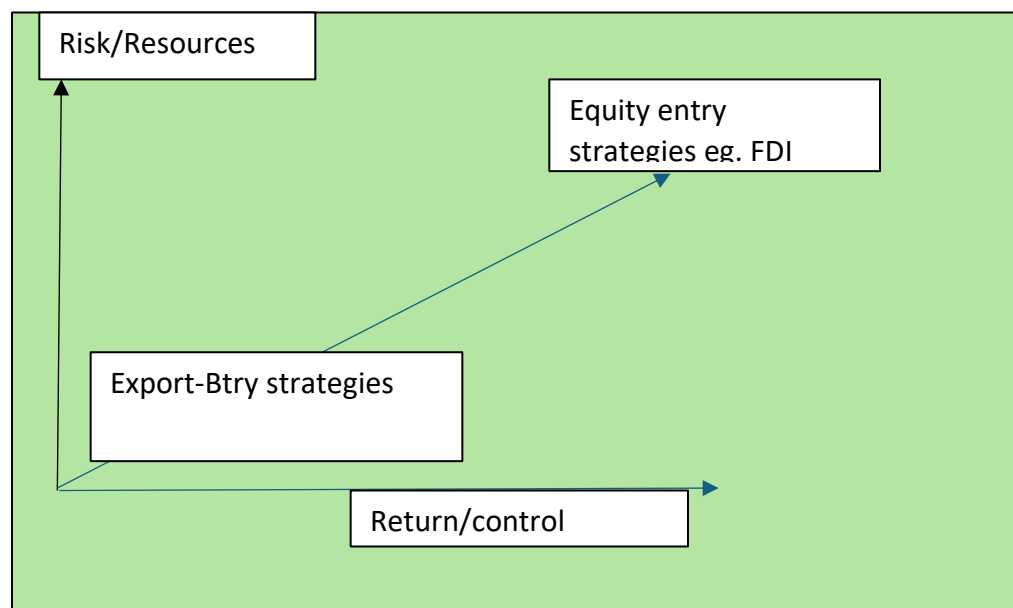 Risk/Resources
Equity entry
strategies eg. FDI
Export-Btry strategies
Return/control